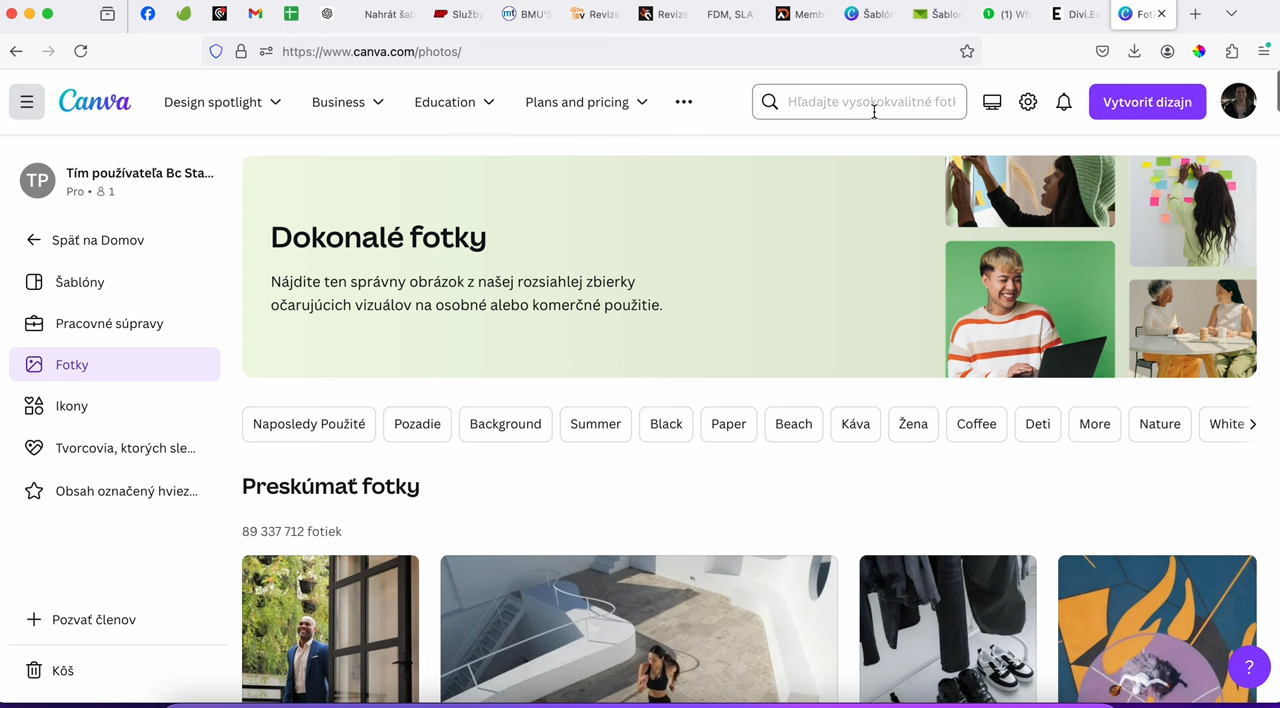 Nahrát šab
Služby
BMU'S
Revize
Revize
FDM, SLA
Memb
Šablón
Šablon
(1) Wh
Divi.Ex
Fot
https://www.canva.com/photos/
Canva
Design spotlight
Business
Education
Plans and pricing
Hľadajte vysokokvalitné fotk
Vytvoriť dizajn
TP
Tím používateľa Bc Sta...
Pro • 1
Späť na Domov
Šablóny
Pracovné súpravy
Fotky
Ikony
Tvorcovia, ktorých sle...
Obsah označený hviez...
Pozvať členov
Kôš
Dokonalé fotky
Nájdite ten správny obrázok z našej rozsiahlej zbierky
očarujúcich vizuálov na osobné alebo komerčné použitie.
Naposledy Použité
Pozadie
Background
Summer
Black
Paper
Beach
Káva
Žena
Coffee
Deti
More
Nature
White
Preskúmať fotky
89 337 712 fotiek
?